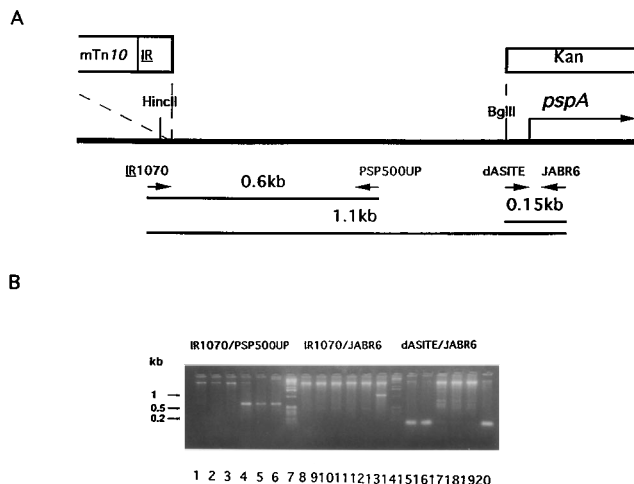 A
mTn10 IR Kan
HincII BglII pspA
IR1070 PSP500UP dASITE JABR6
0.6kb 0.15kb
1.1kb
B
IR1070/PSP500UP IR1070/JABR6 dASITE/JABR6
kb
1
0.5
0.2
1 2 3 4 5 6 7 8 9 10 11 12 13 14 15 16 17 18 19 20